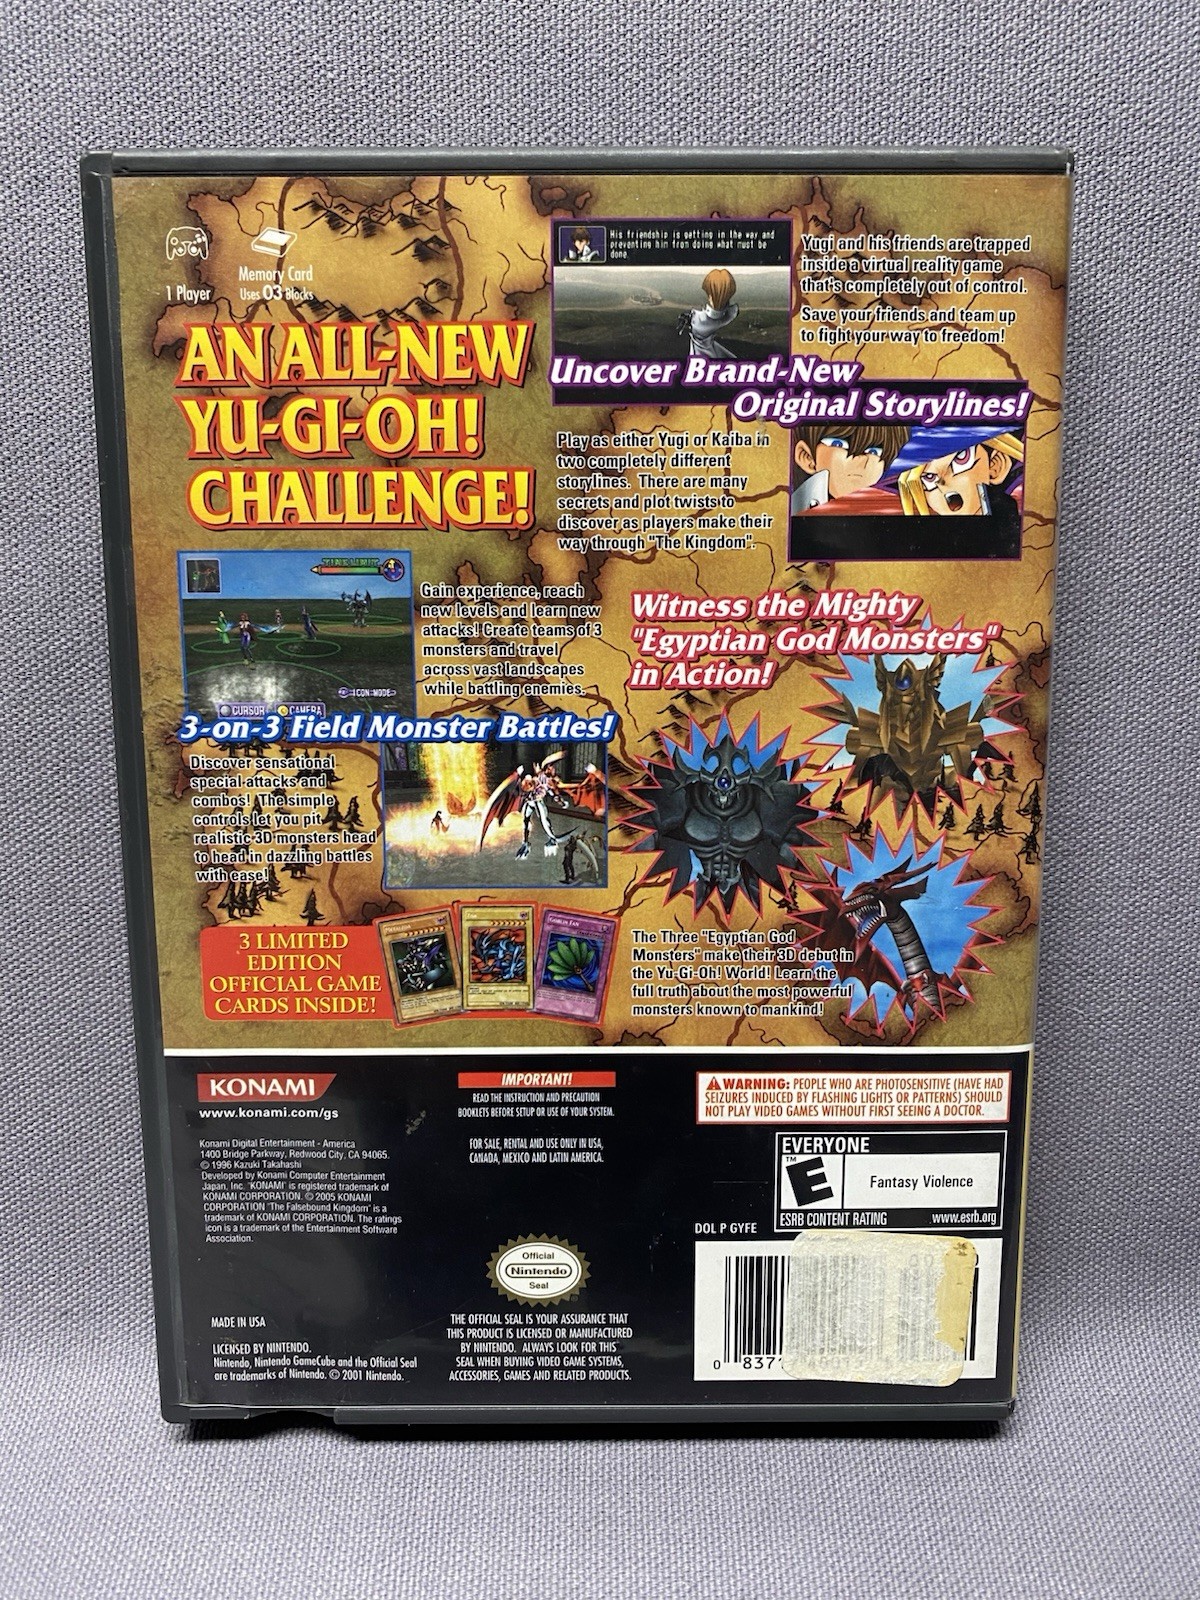 1 Player
Memory Card
Uses 03 Blocks
AN ALL-NEW
YU-GI-OH!
CHALLENGE!
His friendship is getting in the way and
preventing him from doing what must be
done.
Yugi and his friends are trapped
inside a virtual reality game
that's completely out of control.
Save your friends and team up
to fight your way to freedom!
Uncover Brand-New
Original Storylines!
Play as either Yugi or Kaiba in
two completely different
storylines. There are many
secrets and plot twists to
discover as players make their
way through "The Kingdom".
TIME LIMIT
ICON MODE
CURSOR CAMERA
Gain experience, reach
new levels and learn new
attacks! Create teams of 3
monsters and travel
across vast landscapes
while battling enemies.
3-on-3 Field Monster Battles!
Discover sensational
special attacks and
combos! The simple
controls let you pit
realistic 3D monsters head
to head in dazzling battles
with ease!
Witness the Mighty
"Egyptian God Monsters"
in Action!
The Three "Egyptian God
Monsters" make their 3D debut in
the Yu-Gi-Oh! World! Learn the
full truth about the most powerful
monsters known to mankind!
3 LIMITED
EDITION
OFFICIAL GAME
CARDS INSIDE!
GOBLIN FAN
KONAMI
www.konami.com/gs
Konami Digital Entertainment - America
1400 Bridge Parkway, Redwood City, CA 94065.
© 1996 Kazuki Takahashi
Developed by Konami Computer Entertainment
Japan, Inc. "KONAMI" is registered trademark of
KONAMI CORPORATION. © 2005 KONAMI
CORPORATION "The Falsebound Kingdom" is a
trademark of KONAMI CORPORATION. The ratings
icon is a trademark of the Entertainment Software
Association.
MADE IN USA
LICENSED BY NINTENDO.
Nintendo, Nintendo GameCube and the Official Seal
are trademarks of Nintendo. © 2001 Nintendo.
IMPORTANT!
READ THE INSTRUCTION AND PRECAUTION
BOOKLETS BEFORE SETUP OR USE OF YOUR SYSTEM.
FOR SALE, RENTAL AND USE ONLY IN USA,
CANADA, MEXICO AND LATIN AMERICA.
Official
Nintendo
Seal
THE OFFICIAL SEAL IS YOUR ASSURANCE THAT
THIS PRODUCT IS LICENSED OR MANUFACTURED
BY NINTENDO. ALWAYS LOOK FOR THIS
SEAL WHEN BUYING VIDEO GAME SYSTEMS,
ACCESSORIES, GAMES AND RELATED PRODUCTS.
WARNING: PEOPLE WHO ARE PHOTOSENSITIVE (HAVE HAD
SEIZURES INDUCED BY FLASHING LIGHTS OR PATTERNS) SHOULD
NOT PLAY VIDEO GAMES WITHOUT FIRST SEEING A DOCTOR.
EVERYONE
E
TM
Fantasy Violence
ESRB CONTENT RATING www.esrb.org
DOL P GYFE
0 837